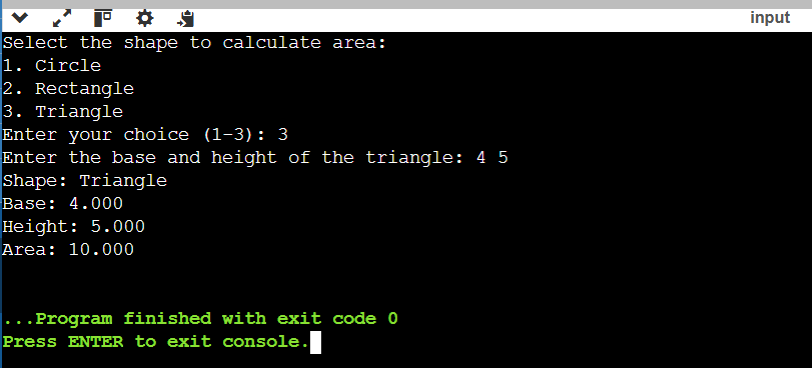 input
Select the shape to calculate area:
1. Circle
2. Rectangle
3. Triangle
Enter your choice (1-3): 3
Enter the base and height of the triangle: 4 5
Shape: Triangle
Base: 4.000
Height: 5.000
Area: 10.000
...Program finished with exit code 0
Press ENTER to exit console.